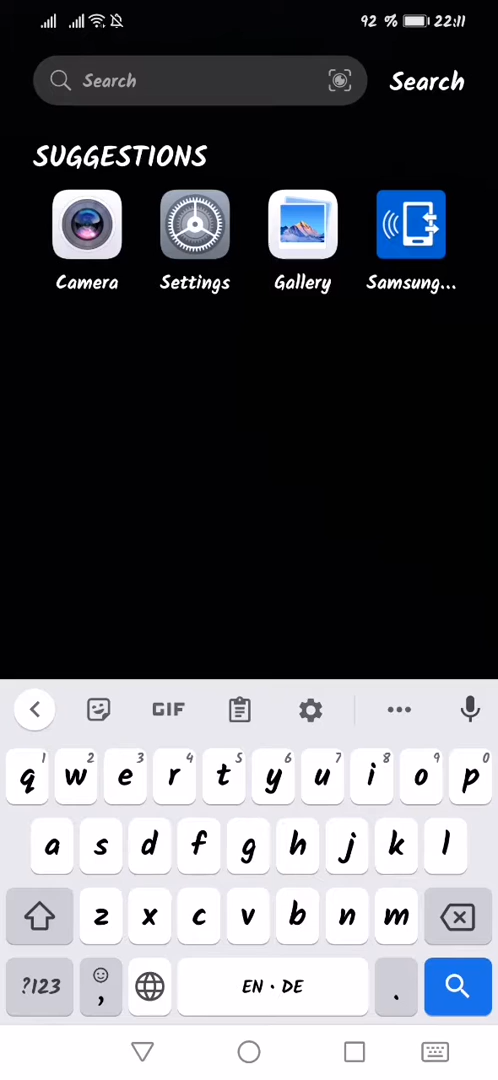 92 % 22:11
Search Search
SUGGESTIONS
Camera Settings Gallery Samsung...
GIF
1 2 3 4 5 6 7 8 9 0
q w e r t y u i o p
a s d f g h j k l
z x c v b n m
?123 , EN · DE .